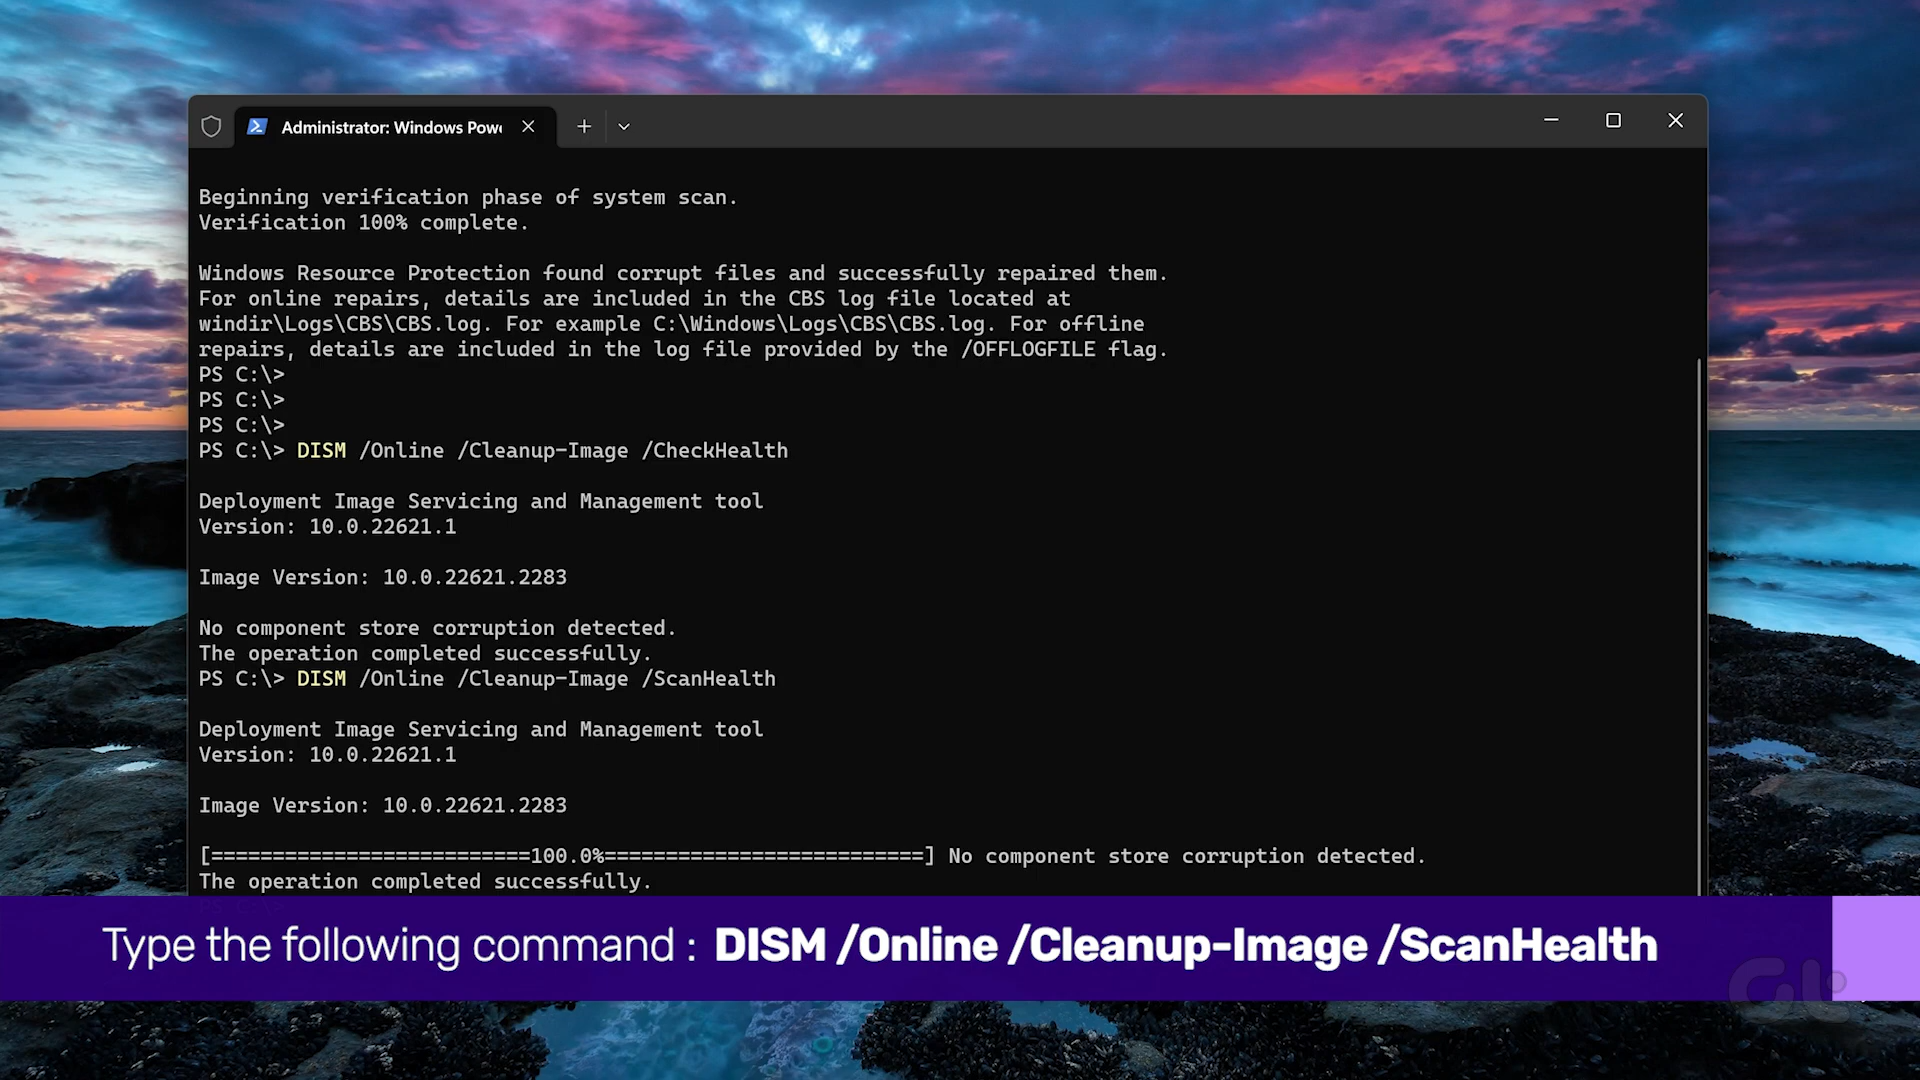 Administrator: Windows Powe
Beginning verification phase of system scan.
Verification 100% complete.
Windows Resource Protection found corrupt files and successfully repaired them.
For online repairs, details are included in the CBS log file located at
windir\Logs\CBS\CBS.log. For example C:\Windows\Logs\CBS\CBS.log. For offline
repairs, details are included in the log file provided by the /OFFLOGFILE flag.
PS C:\>
PS C:\>
PS C:\>
PS C:\> DISM /Online /Cleanup-Image /CheckHealth
Deployment Image Servicing and Management tool
Version: 10.0.22621.1
Image Version: 10.0.22621.2283
No component store corruption detected.
The operation completed successfully.
PS C:\> DISM /Online /Cleanup-Image /ScanHealth
Deployment Image Servicing and Management tool
Version: 10.0.22621.1
Image Version: 10.0.22621.2283
[==========================100.0%==========================] No component store corruption detected.
The operation completed successfully.
PS C:\>
Type the following command : DISM /Online /Cleanup-Image /ScanHealth